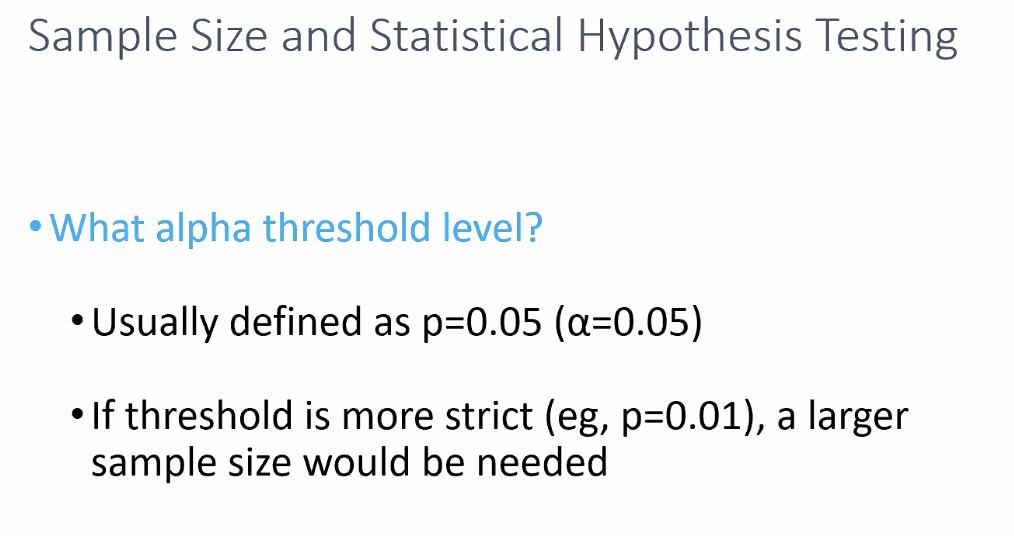 Sample Size and Statistical Hypothesis Testing
• What alpha threshold level?
• Usually defined as p=0.05 (α=0.05)
• If threshold is more strict (eg, p=0.01), a larger
sample size would be needed